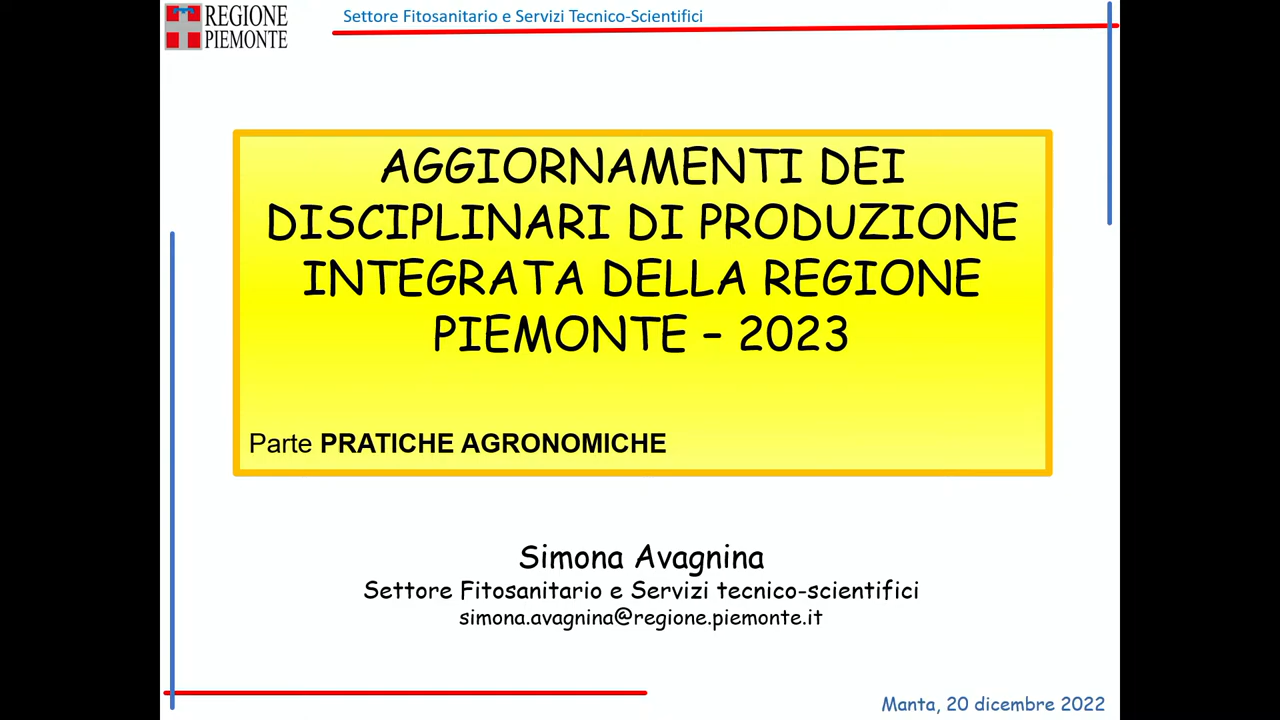 REGIONE
PIEMONTE
Settore Fitosanitario e Servizi Tecnico-Scientifici
AGGIORNAMENTI DEI
DISCIPLINARI DI PRODUZIONE
INTEGRATA DELLA REGIONE
PIEMONTE – 2023
Parte PRATICHE AGRONOMICHE
Simona Avagnina
Settore Fitosanitario e Servizi tecnico-scientifici
simona.avagnina@regione.piemonte.it
Manta, 20 dicembre 2022